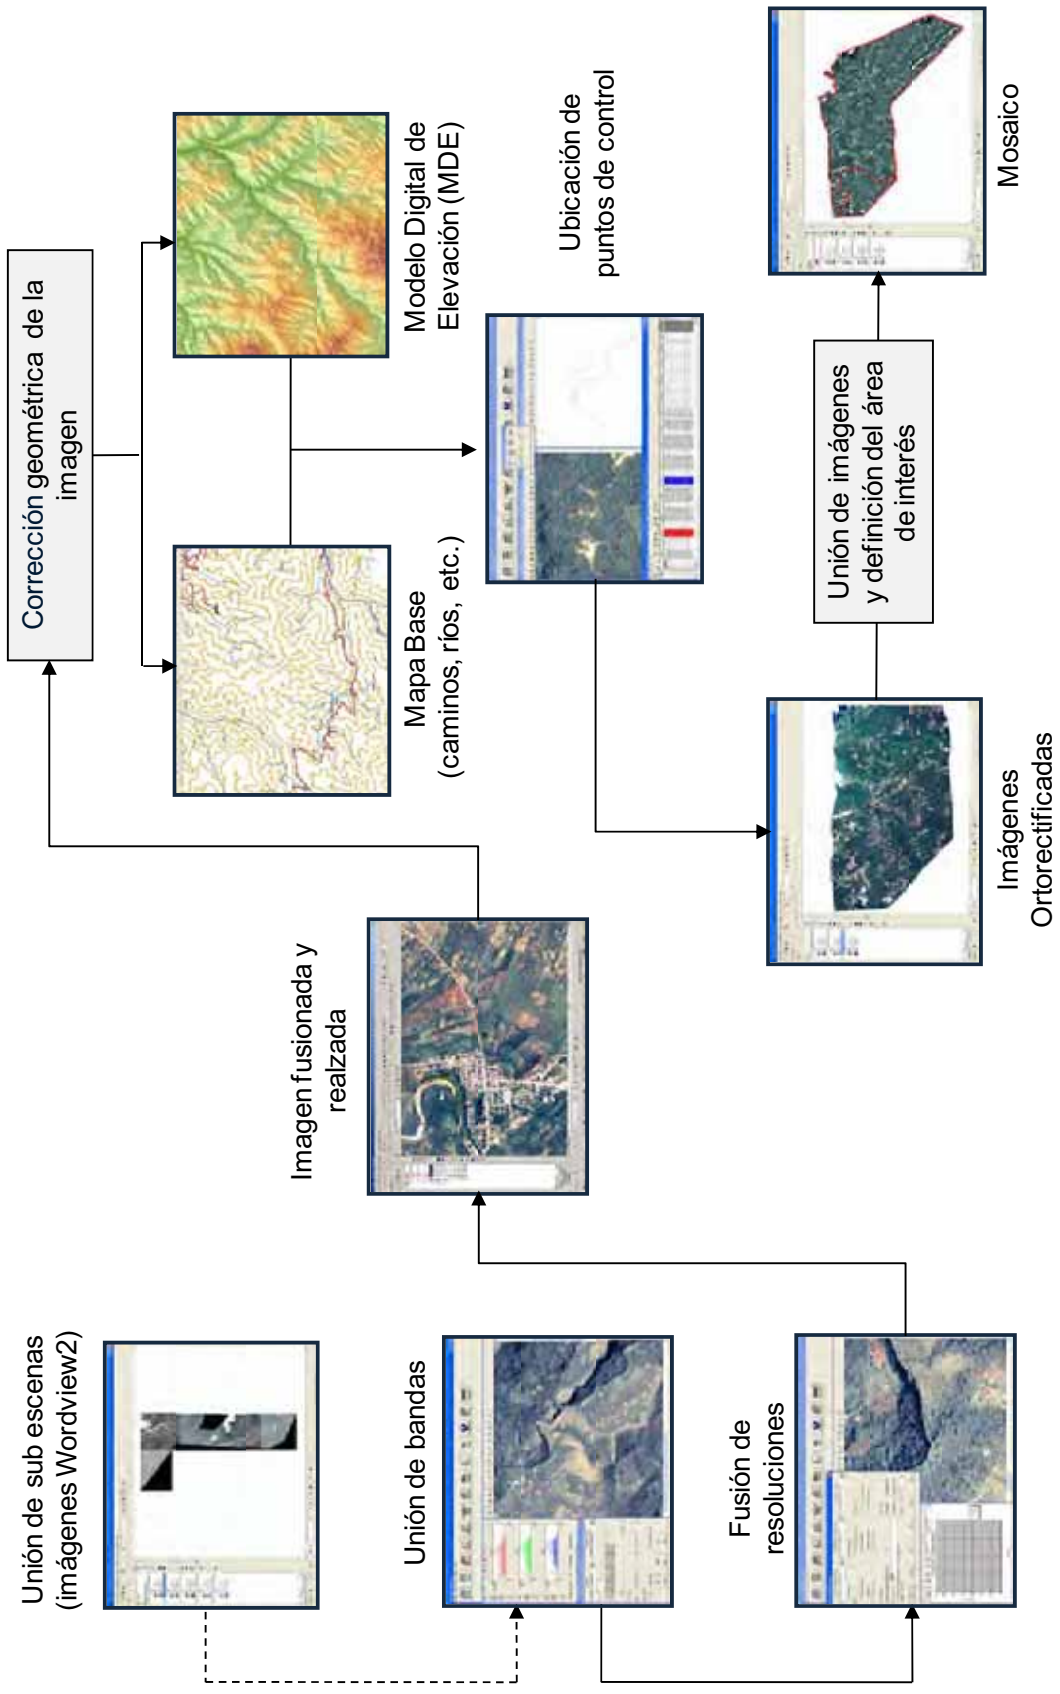 Unión de sub escenas
(imágenes Wordview2)
Unión de bandas
Fusión de
resoluciones
Imagen fusionada y
realzada
Corrección geométrica de la
imagen
Mapa Base
(caminos, ríos, etc.)
Modelo Digital de
Elevación (MDE)
Ubicación de
puntos de control
Imágenes
Ortorectificadas
Unión de imágenes
y definición del área
de interés
Mosaico